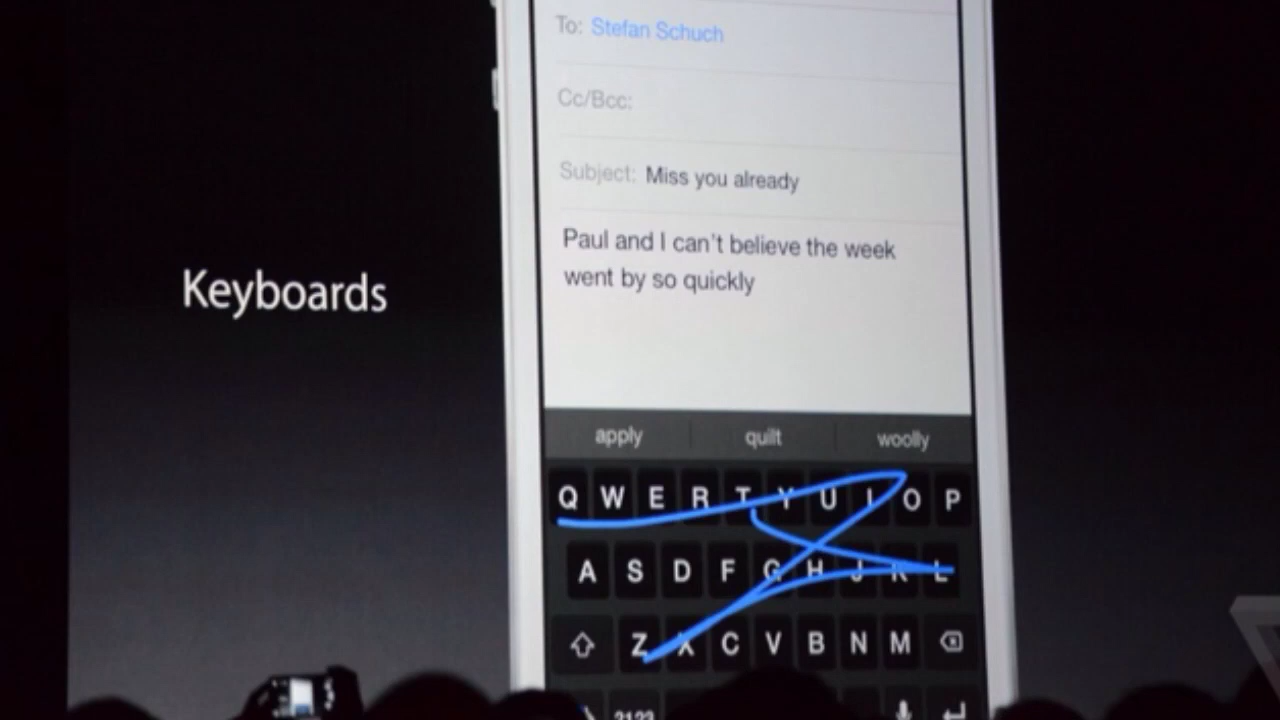 To: Stefan Schuch
Cc/Bcc:
Subject: Miss you already
Paul and I can't believe the week
went by so quickly
Keyboards
apply quilt woolly
Q W E R T Y U I O P
A S D F G H J K L
Z X C V B N M
?123